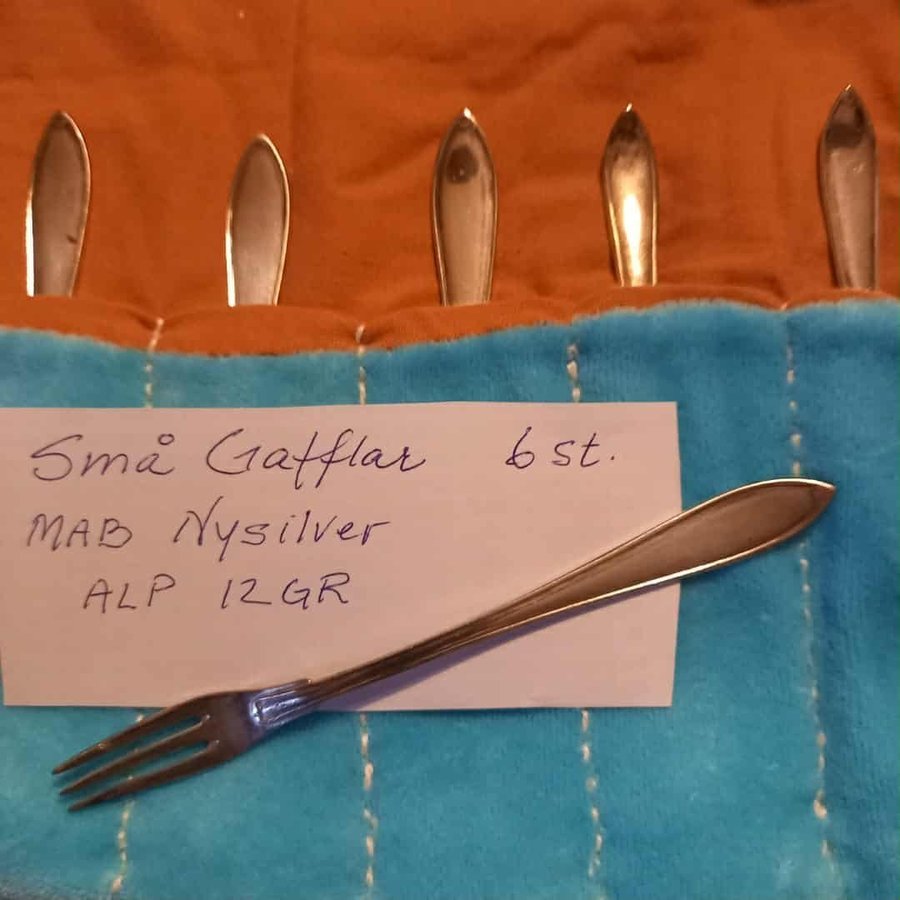 Små Gafflar 6 st.
MAB Nysilver
ALP 12GR